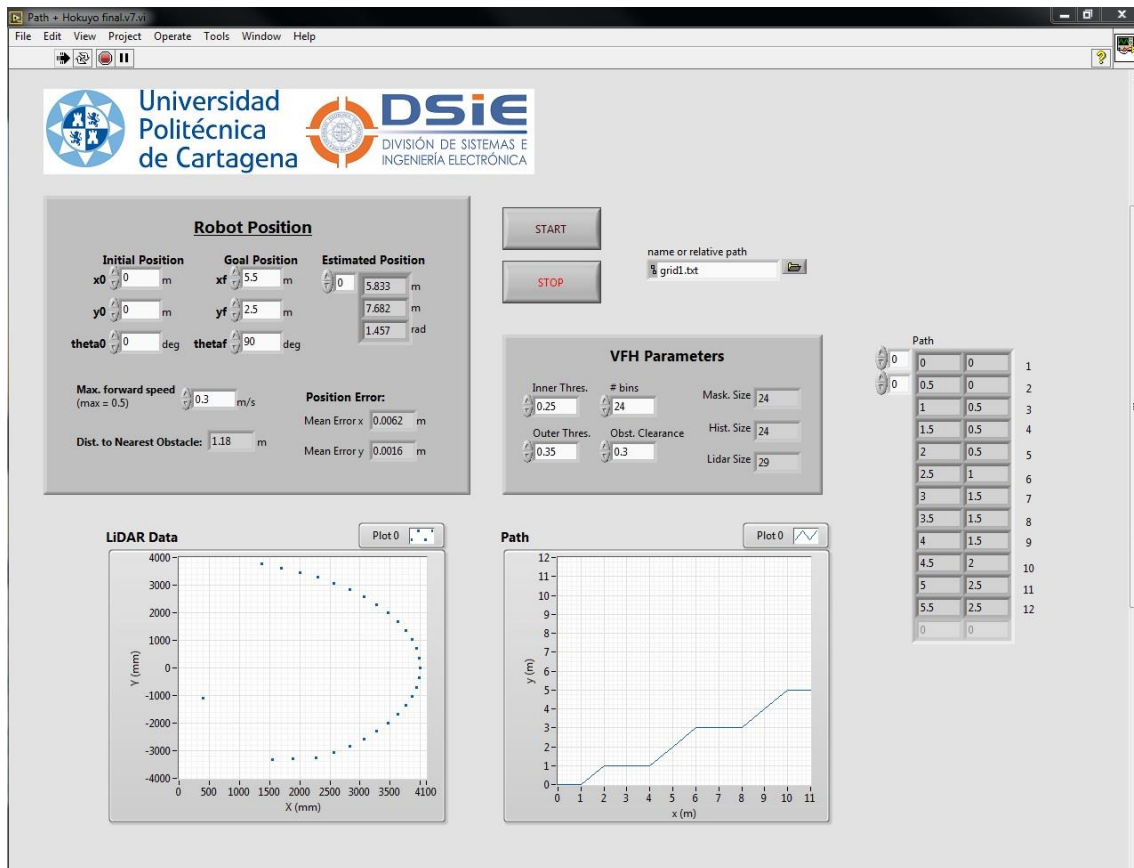 Path + Hokuyo final.v7.vi
File Edit View Project Operate Tools Window Help
Universidad
Politécnica
de Cartagena
DSiE
DIVISIÓN DE SISTEMAS E
INGENIERÍA ELECTRÓNICA
Robot Position
Initial Position Goal Position Estimated Position
x0 0 m xf 5.5 m 0 5.833 m
y0 0 m yf 2.5 m 7.682 m
theta0 0 deg thetaf 90 deg 1.457 rad
Max. forward speed
(max = 0.5)
0.3 m/s
Position Error:
Mean Error x 0.0062 m
Dist. to Nearest Obstacle: 1.18 m
Mean Error y 0.0016 m
START
STOP
name or relative path
grid1.txt
VFH Parameters
Inner Thres. # bins
0.25 24
Mask. Size 24
Outer Thres. Obst. Clearance
0.35 0.3
Hist. Size 24
Lidar Size 29
Path
0 0 0 1
0 0.5 0 2
1 0.5 3
1.5 0.5 4
2 0.5 5
2.5 1 6
3 1.5 7
3.5 1.5 8
4 1.5 9
4.5 2 10
5 2.5 11
5.5 2.5 12
0 0
LiDAR Data
Plot 0
4000
3000
2000
1000
0
-1000
-2000
-3000
-4000
Y (mm)
0 500 1000 1500 2000 2500 3000 3500 4100
X (mm)
Path
Plot 0
12
11
10
9
8
7
6
5
4
3
2
1
0
y (m)
0 1 2 3 4 5 6 7 8 9 10 11
x (m)